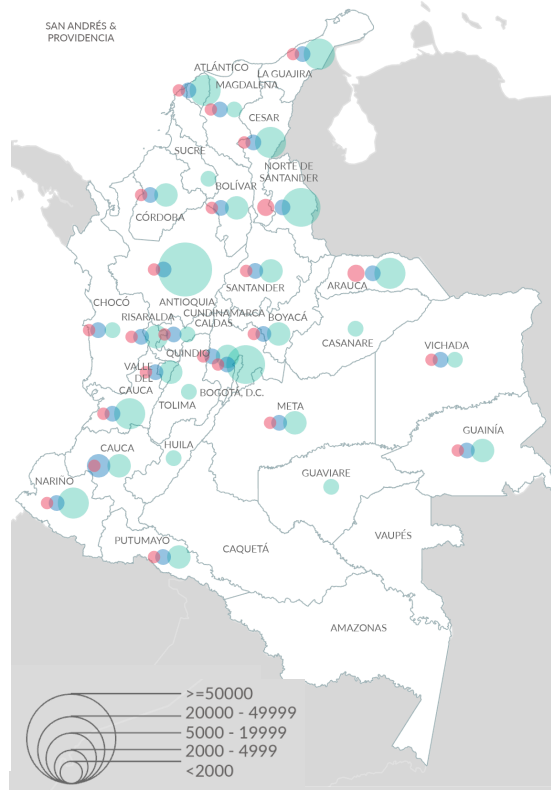 SAN ANDRÉS &
PROVIDENCIA
ATLÁNTICO
LA GUAJIRA
MAGDALENA
CESAR
SUCRE
NORTE DE
SANTANDER
BOLÍVAR
CÓRDOBA
SANTANDER
ARAUCA
CHOCÓ
ANTIOQUIA
CUNDINAMARCA
RISARALDA
BOYACÁ
CALDAS
CASANARE
VICHADA
QUINDIO
VALLE
DEL
CAUCA
BOGOTÁ, D.C.
TOLIMA
META
GUAINÍA
CAUCA
HUILA
GUAVIARE
NARIÑO
VAUPÉS
PUTUMAYO
CAQUETÁ
AMAZONAS
>=50000
20000 - 49999
5000 - 19999
2000 - 4999
<2000